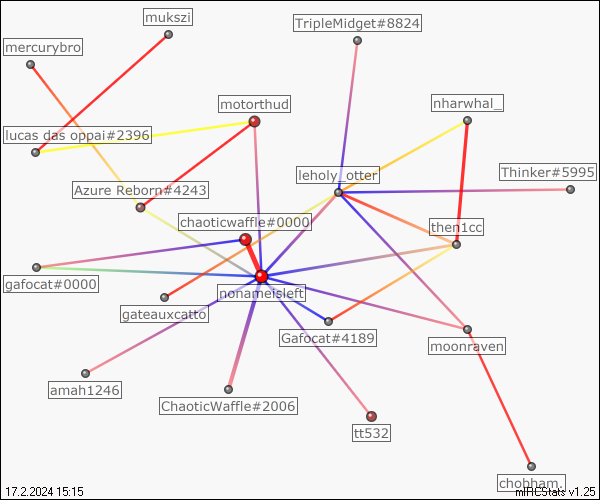 mukszi
TripleMidget#8824
mercurybro
motorthud
nharwhal_
lucas das oppai#2396
leholy_otter
Thinker#5995
Azure Reborn#4243
chaoticwaffle#0000
then1cc
gafocat#0000
nonameisleft
gateauxcatto
Gafocat#4189
moonraven
amah1246
ChaoticWaffle#2006
tt532
chobham.
17.2.2024 15:15
mIRCStats v1.25